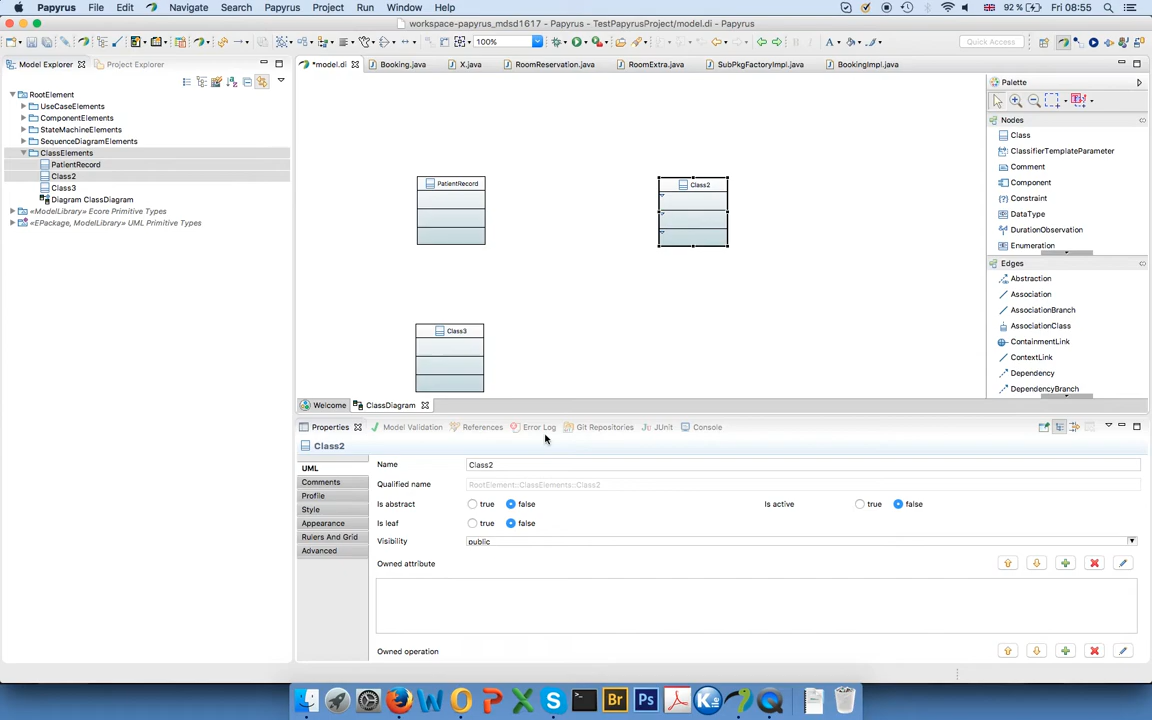 Papyrus File Edit Navigate Search Papyrus Project Run Window Help 92 % Fri 08:55
workspace-papyrus_mdsd1617 - TestPapyrusProject/model.di - Papyrus
100% Quick Access
Model Explorer Project Explorer
*model.di Booking.java X.java RoomReservation.java RoomExtra.java SubPkgFactoryImpl.java BookingImpl.java
RootElement
UseCaseElements
ComponentElements
StateMachineElements
SequenceDiagramElements
ClassElements
PatientRecord
Class2
Class3
Diagram ClassDiagram
«ModelLibrary» Ecore Primitive Types
«EPackage, ModelLibrary» UML Primitive Types
PatientRecord
Class2
Class3
Palette
Nodes
Class
ClassifierTemplateParameter
Comment
Component
Constraint
DataType
DurationObservation
Enumeration
Edges
Abstraction
Association
AssociationBranch
AssociationClass
ContainmentLink
ContextLink
Dependency
DependencyBranch
Welcome ClassDiagram
Properties Model Validation References Error Log Git Repositories JUnit Console
Class2
UML
Comments
Profile
Style
Appearance
Rulers And Grid
Advanced
Name Class2
Qualified name RootElement::ClassElements::Class2
Is abstract true false Is active true false
Is leaf true false
Visibility public
Owned attribute
Owned operation
Br Ps